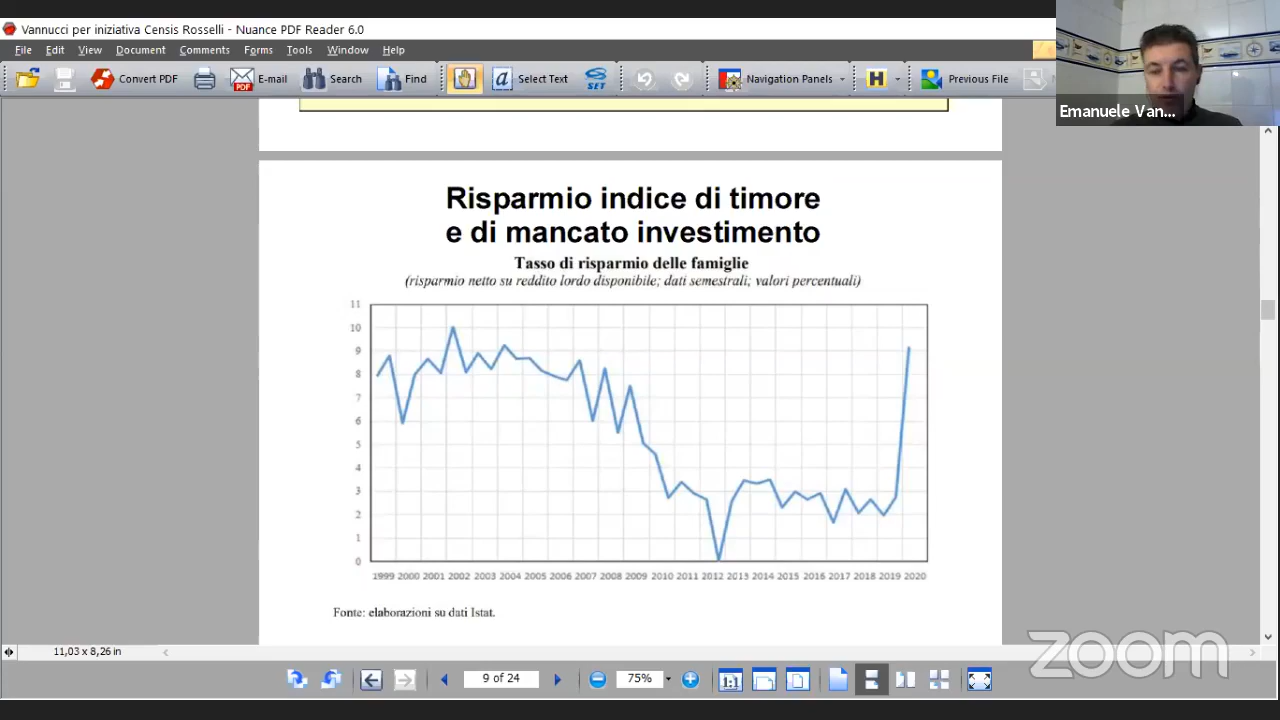 Vannucci per iniziativa Censis Rosselli - Nuance PDF Reader 6.0
File Edit View Document Comments Forms Tools Window Help
Convert PDF E-mail Search Find Select Text SET Navigation Panels H Previous File
Emanuele Van...
Risparmio indice di timore
e di mancato investimento
Tasso di risparmio delle famiglie
(risparmio netto su reddito lordo disponibile; dati semestrali; valori percentuali)
11
10
9
8
7
6
5
4
3
2
1
0
1999 2000 2001 2002 2003 2004 2005 2006 2007 2008 2009 2010 2011 2012 2013 2014 2015 2016 2017 2018 2019 2020
Fonte: elaborazioni su dati Istat.
11,03 x 8,26 in
9 of 24 75% 1:1
zoom